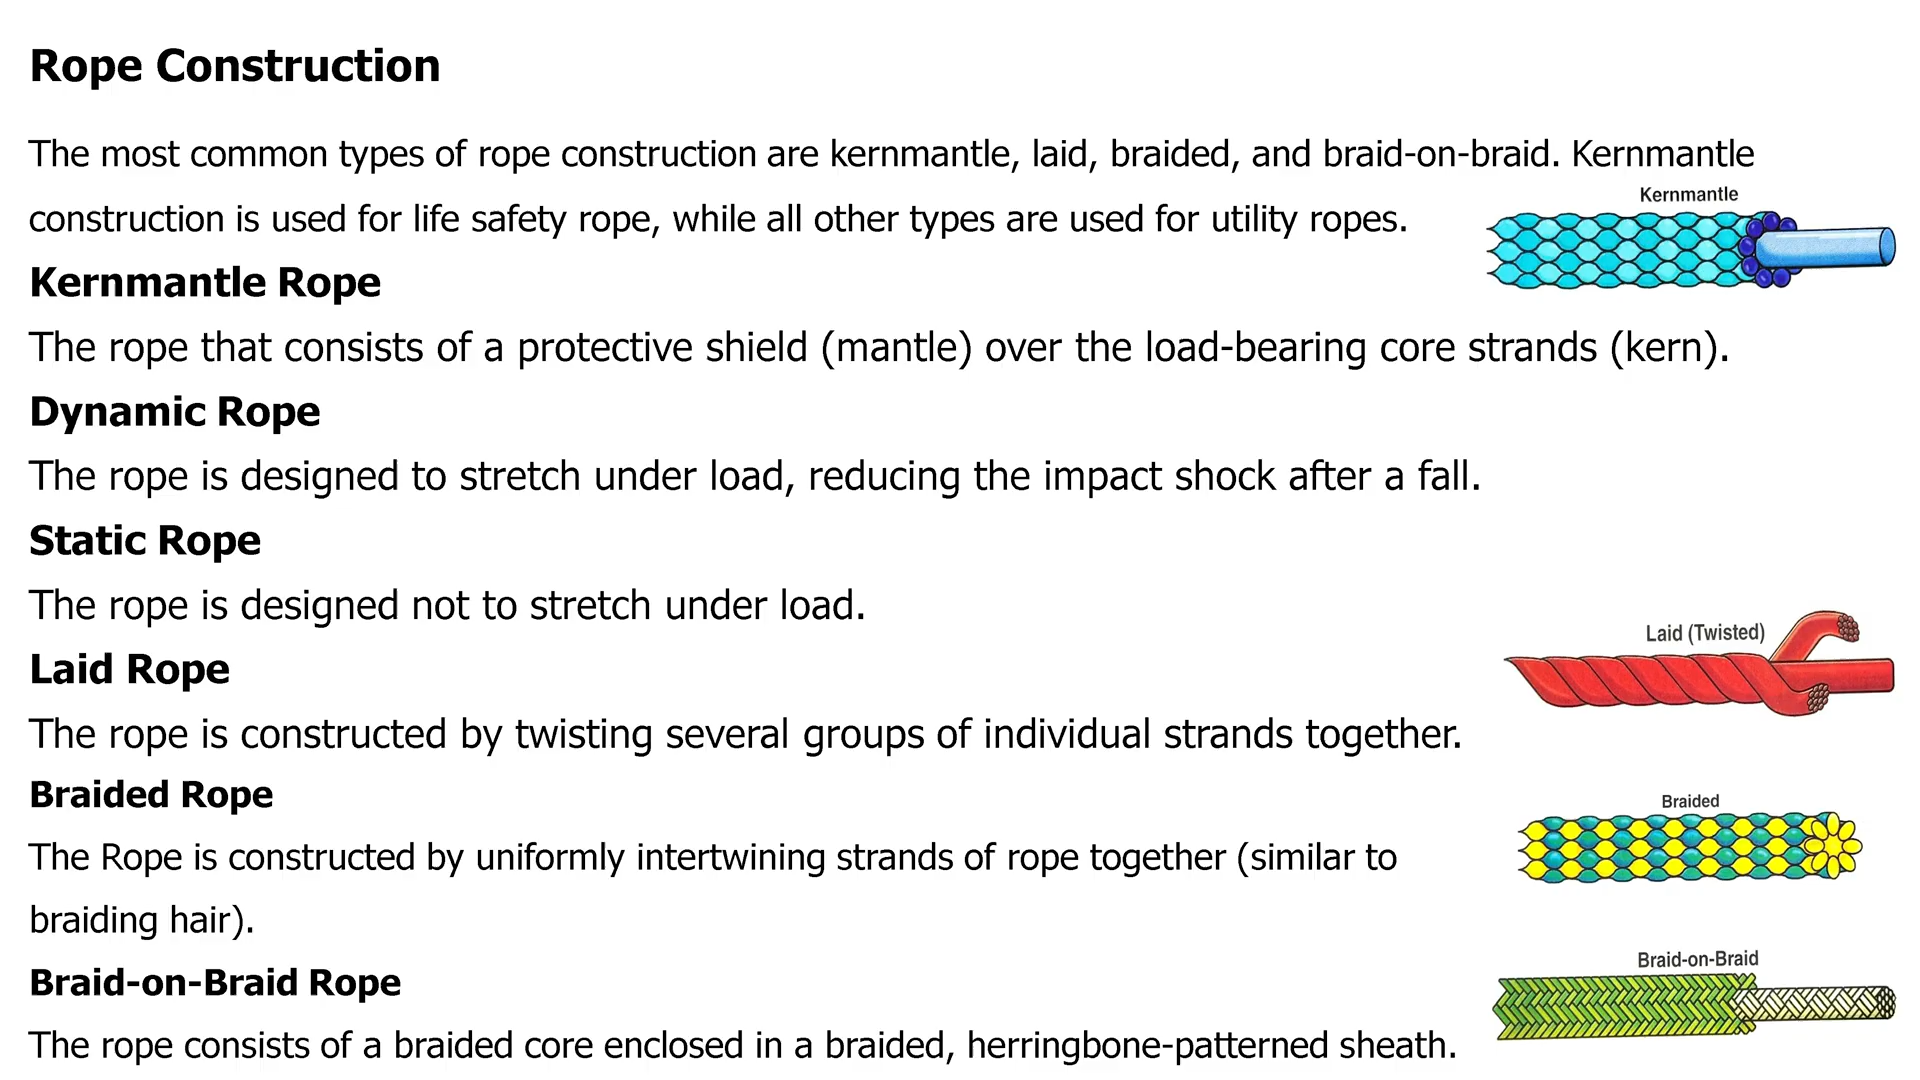 Rope Construction
The most common types of rope construction are kernmantle, laid, braided, and braid-on-braid. Kernmantle
Kernmantle
construction is used for life safety rope, while all other types are used for utility ropes.
Kernmantle Rope
The rope that consists of a protective shield (mantle) over the load-bearing core strands (kern).
Dynamic Rope
The rope is designed to stretch under load, reducing the impact shock after a fall.
Static Rope
The rope is designed not to stretch under load.
Laid (Twisted)
Laid Rope
The rope is constructed by twisting several groups of individual strands together.
Braided Rope
Braided
The Rope is constructed by uniformly intertwining strands of rope together (similar to
braiding hair).
Braid-on-Braid
Braid-on-Braid Rope
The rope consists of a braided core enclosed in a braided, herringbone-patterned sheath.